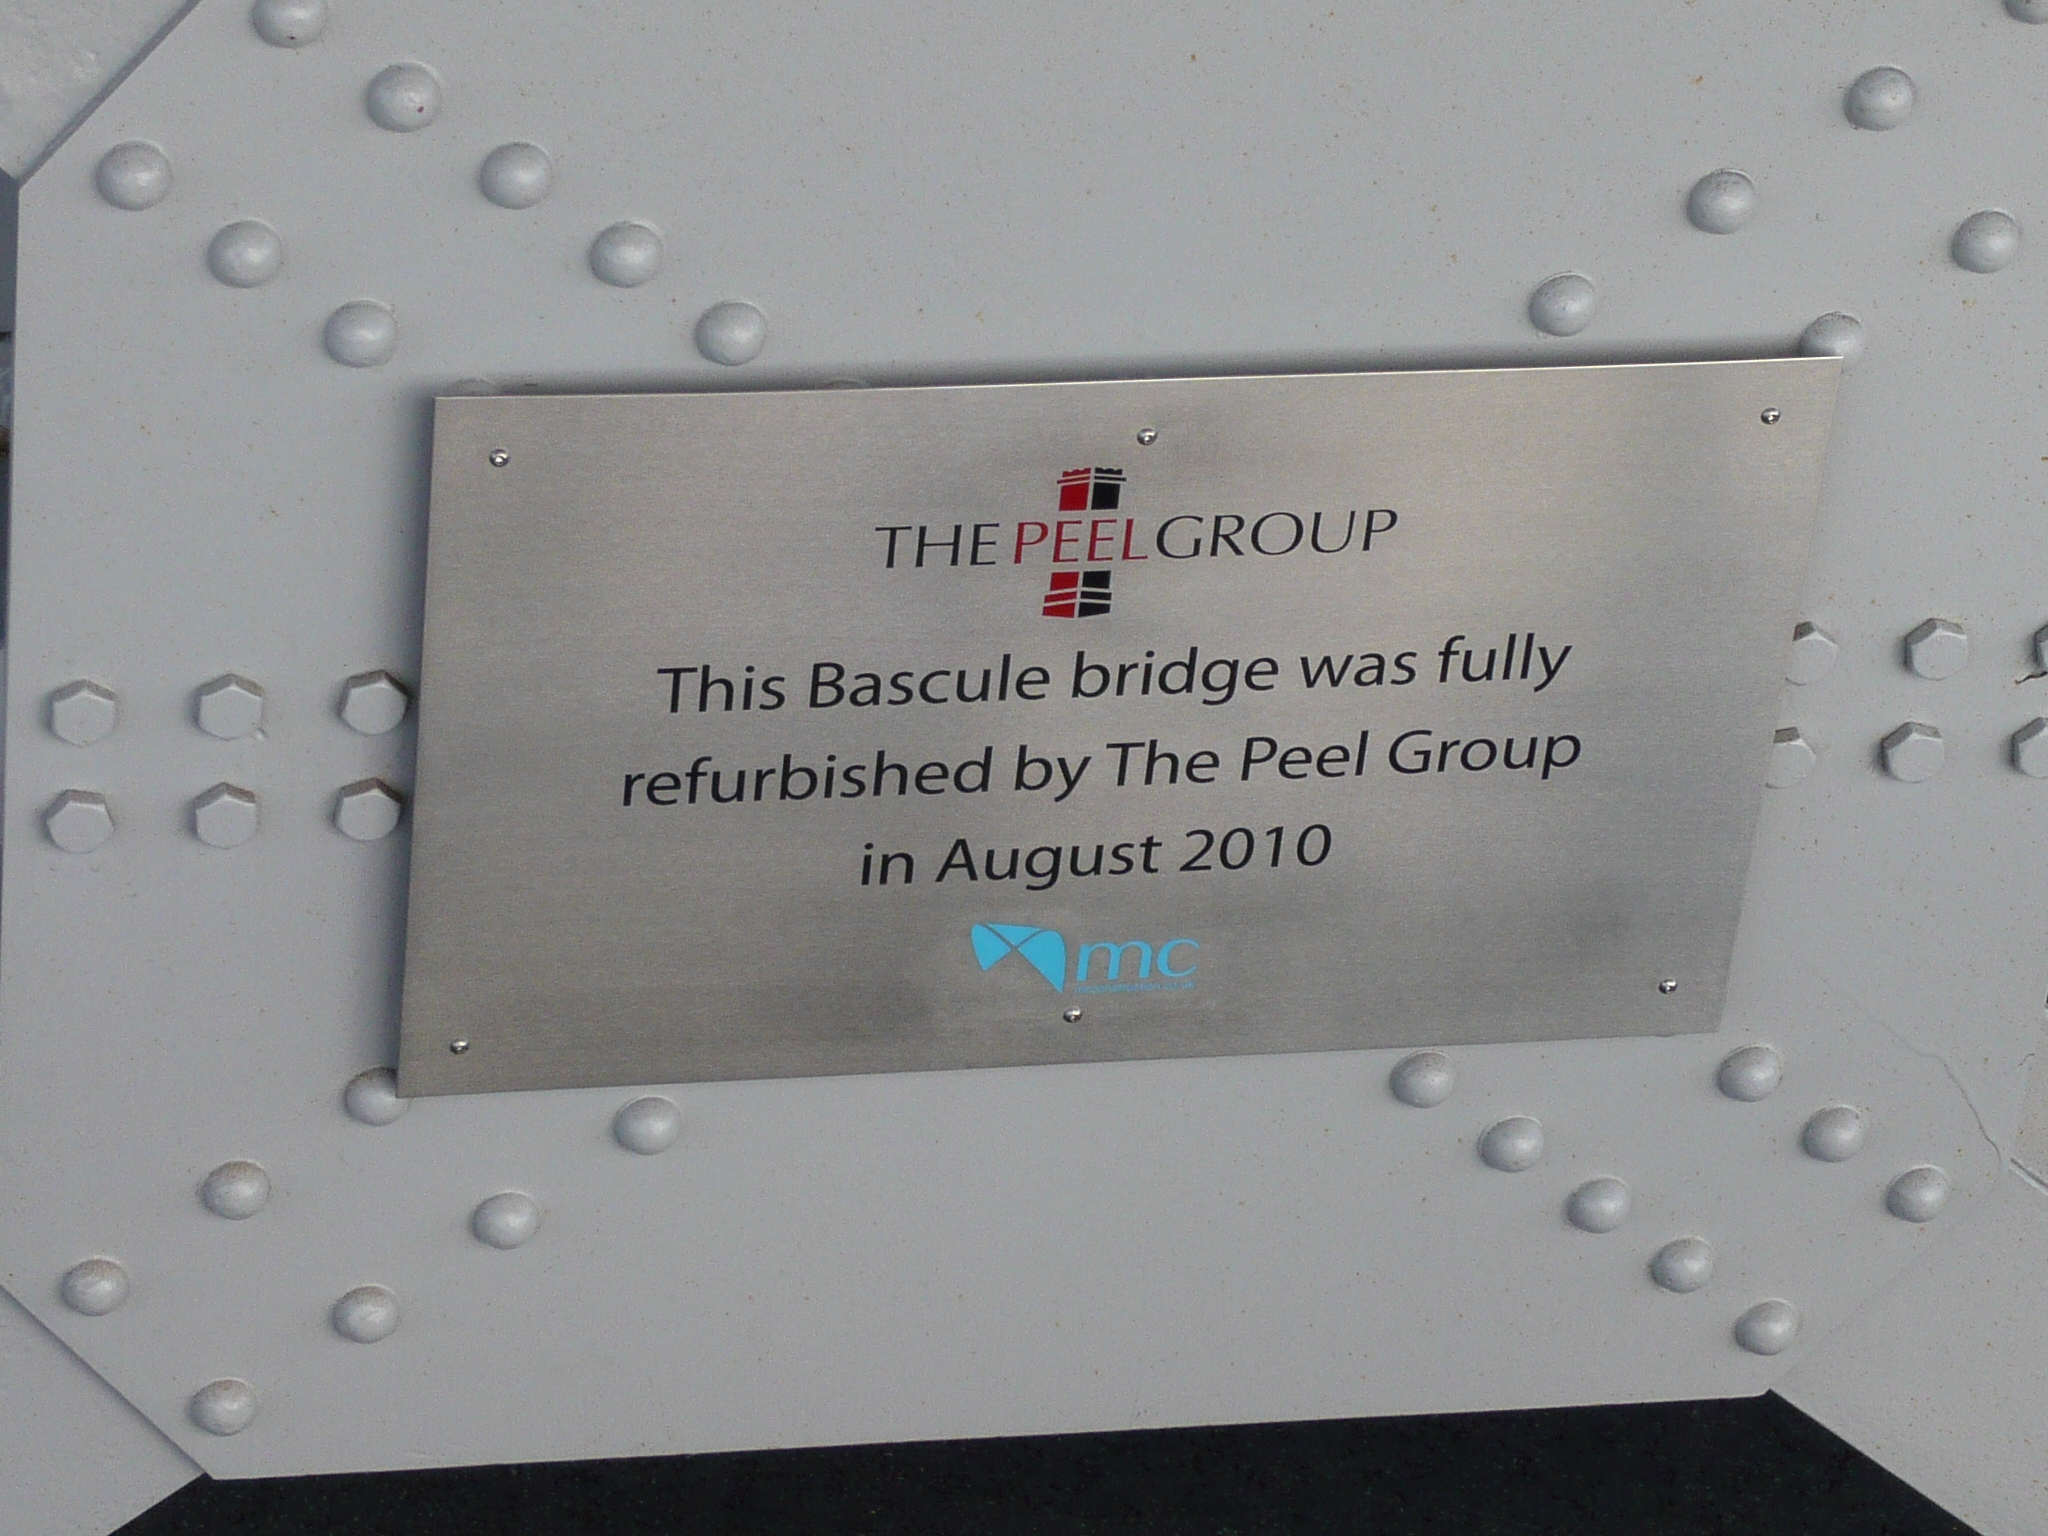 THE PEEL GROUP
This Bascule bridge was fully
refurbished by The Peel Group
in August 2010
mc